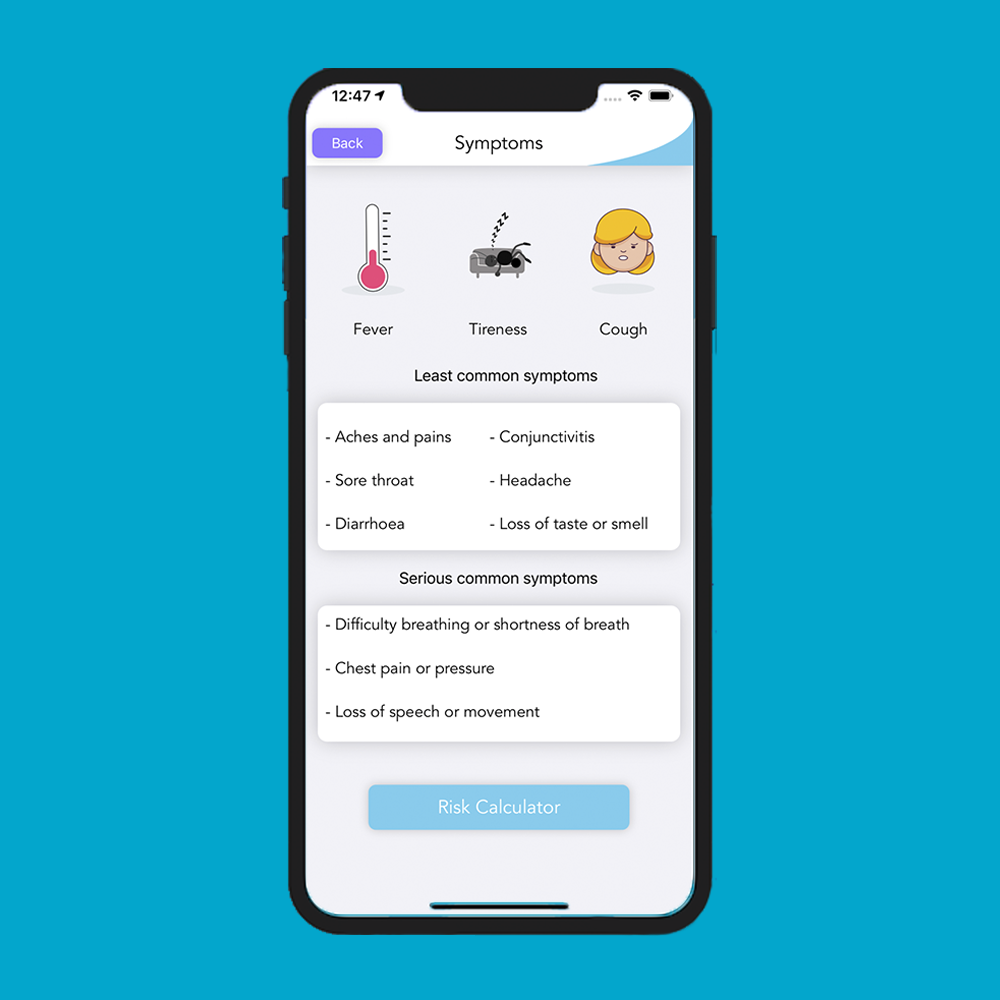 12:47
Back
Symptoms
zzzz
Fever
Tireness
Cough
Least common symptoms
- Aches and pains
- Conjunctivitis
- Sore throat
- Headache
- Diarrhoea
- Loss of taste or smell
Serious common symptoms
- Difficulty breathing or shortness of breath
- Chest pain or pressure
- Loss of speech or movement
Risk Calculator